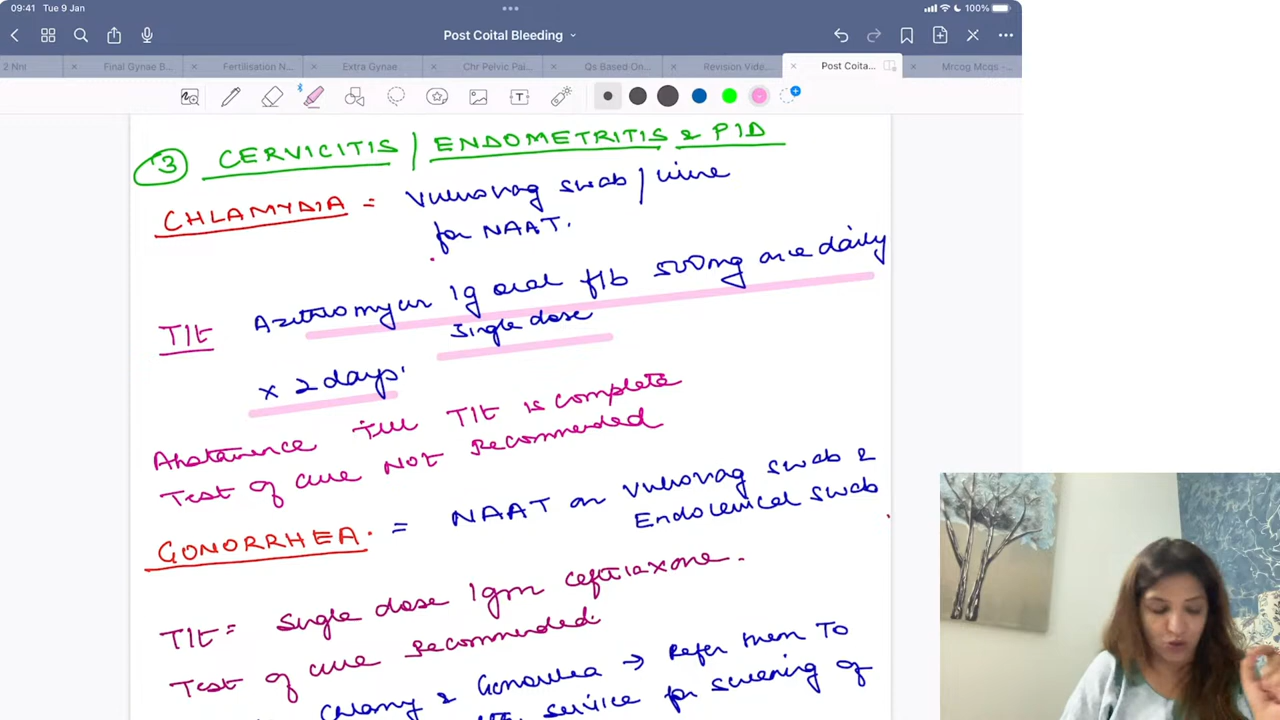 09:41 Tue 9 Jan
100%
Post Coital Bleeding
2 Nnt
Final Gynae B
Fertilisation N...
Extra Gynae
Chr Pelvic Pai...
Qs Based On...
Revision Vide...
Post Coita...
Mrcog Mcqs -...
3 CERVICITIS / ENDOMETRITIS & PID
CHLAMYDIA = Vulvovag swab / urine
for NAAT.
T/t Azithromycin 1g oral f/b 500mg once daily
single dose
x 2 days.
Abstainence till T/t is complete
Test of cure NOT Recommended
GONORRHEA. = NAAT on Vulvovag swab &
Endocervical swab
T/t = Single dose 1gm ceftriaxone.
Test of cure recommended.
Chlamy & Gonorrhea → Refer them To
service for screening of